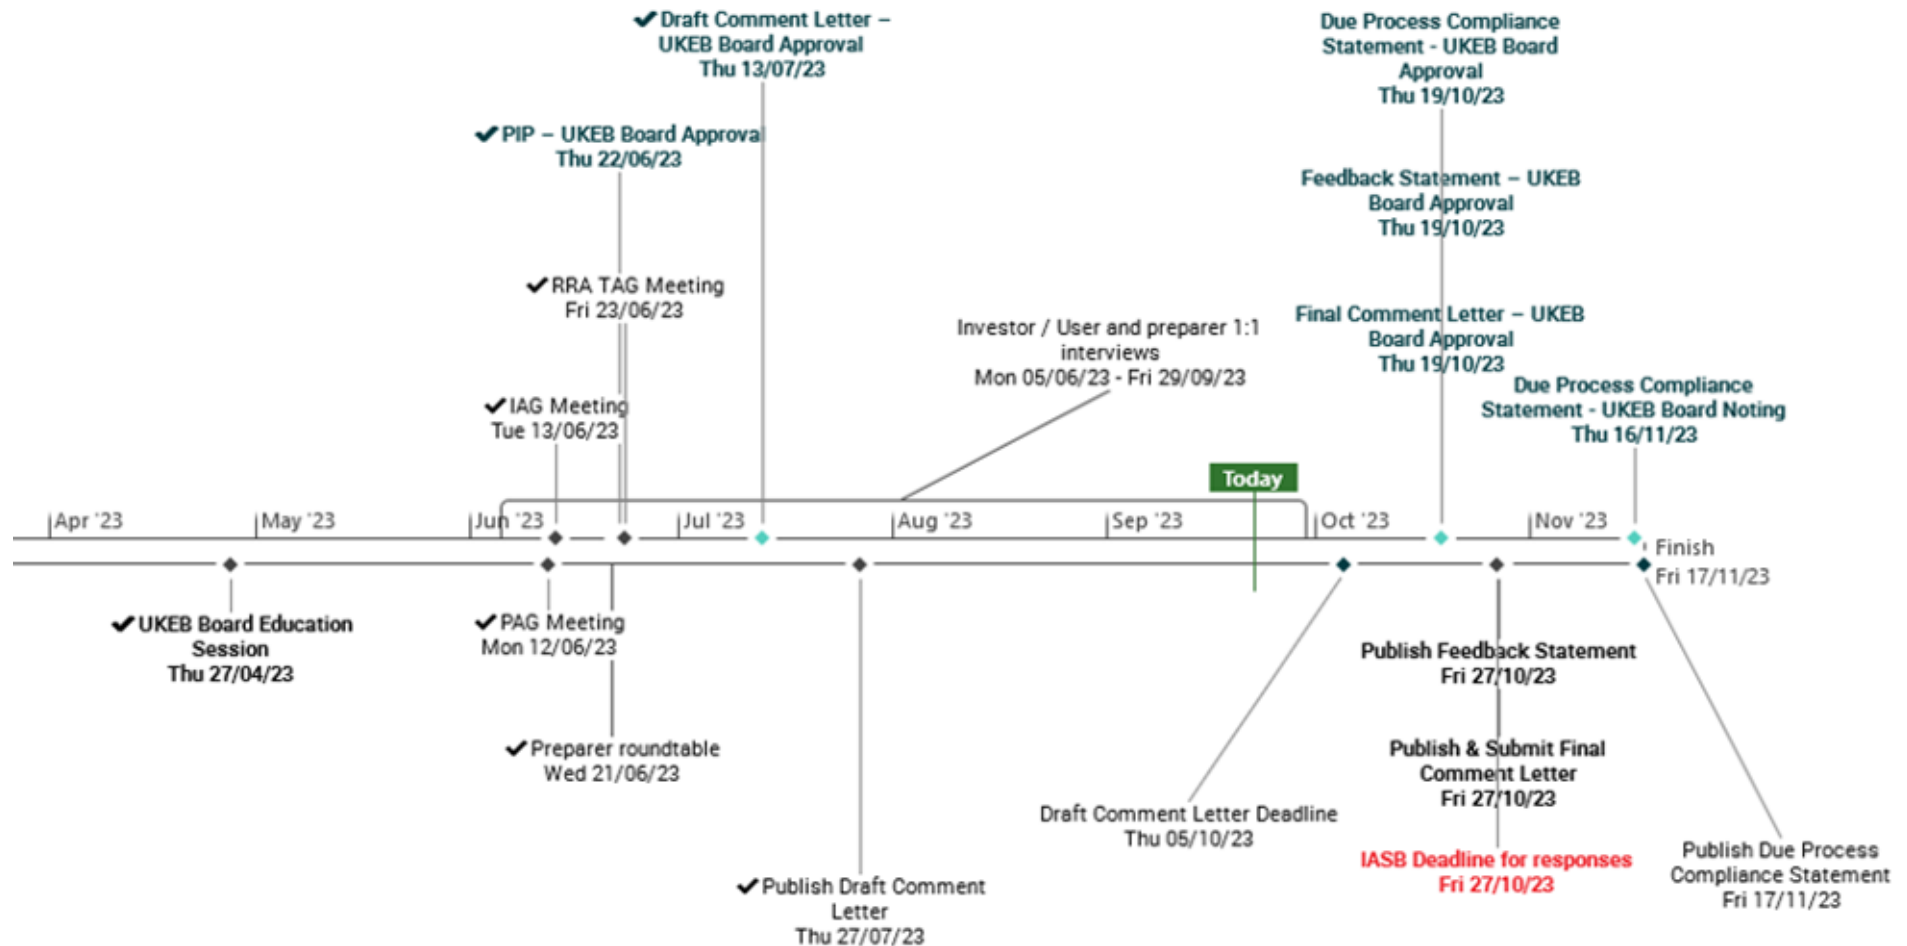 ✔Draft Comment Letter –
UKEB Board Approval
Thu 13/07/23
Due Process Compliance
Statement - UKEB Board
Approval
Thu 19/10/23
✔PIP – UKEB Board Approval
Thu 22/06/23
Feedback Statement – UKEB
Board Approval
Thu 19/10/23
✔RRA TAG Meeting
Fri 23/06/23
Final Comment Letter – UKEB
Board Approval
Thu 19/10/23
Investor / User and preparer 1:1
interviews
Mon 05/06/23 - Fri 29/09/23
Due Process Compliance
Statement - UKEB Board Noting
Thu 16/11/23
✔IAG Meeting
Tue 13/06/23
Today
Apr '23
May '23
Jun '23
Jul '23
Aug '23
Sep '23
Oct '23
Nov '23
Finish
Fri 17/11/23
✔UKEB Board Education
Session
Thu 27/04/23
✔PAG Meeting
Mon 12/06/23
Publish Feedback Statement
Fri 27/10/23
✔Preparer roundtable
Wed 21/06/23
Publish & Submit Final
Comment Letter
Fri 27/10/23
Draft Comment Letter Deadline
Thu 05/10/23
IASB Deadline for responses
Fri 27/10/23
Publish Due Process
Compliance Statement
Fri 17/11/23
✔Publish Draft Comment
Letter
Thu 27/07/23